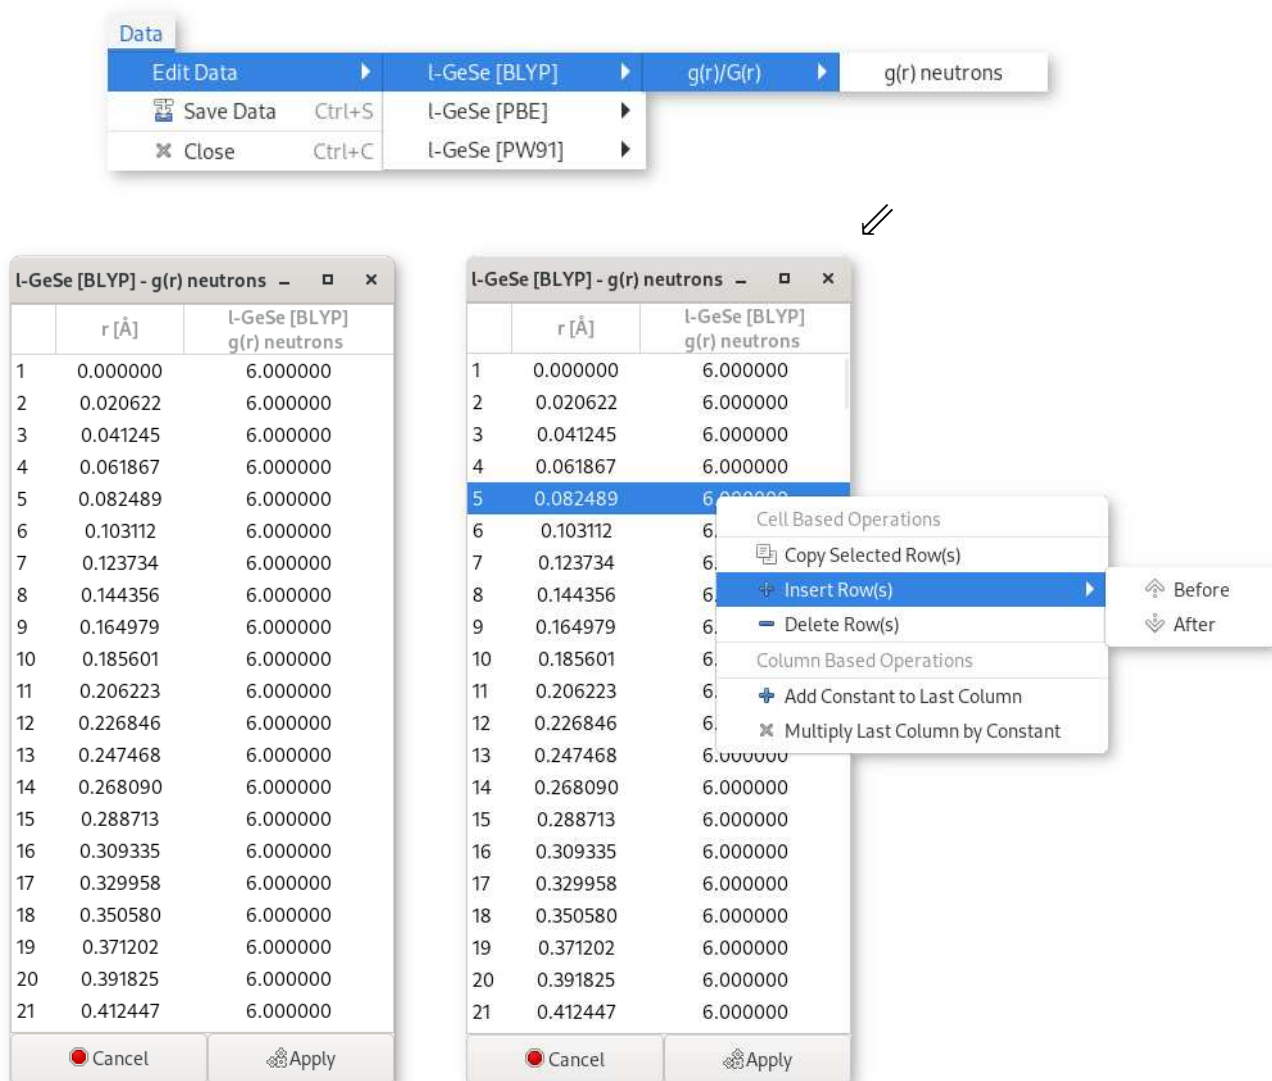 Data
Edit Data l-GeSe [BLYP] g(r)/G(r) g(r) neutrons
Save Data Ctrl+S l-GeSe [PBE]
Close Ctrl+C l-GeSe [PW91]
l-GeSe [BLYP] - g(r) neutrons
r [Å] l-GeSe [BLYP]
g(r) neutrons
1 0.000000 6.000000
2 0.020622 6.000000
3 0.041245 6.000000
4 0.061867 6.000000
5 0.082489 6.000000
6 0.103112 6.000000
7 0.123734 6.000000
8 0.144356 6.000000
9 0.164979 6.000000
10 0.185601 6.000000
11 0.206223 6.000000
12 0.226846 6.000000
13 0.247468 6.000000
14 0.268090 6.000000
15 0.288713 6.000000
16 0.309335 6.000000
17 0.329958 6.000000
18 0.350580 6.000000
19 0.371202 6.000000
20 0.391825 6.000000
21 0.412447 6.000000
Cancel Apply
l-GeSe [BLYP] - g(r) neutrons
r [Å] l-GeSe [BLYP]
g(r) neutrons
1 0.000000 6.000000
2 0.020622 6.000000
3 0.041245 6.000000
4 0.061867 6.000000
5 0.082489 6.000000
6 0.103112 6.
7 0.123734 6.
8 0.144356 6
9 0.164979 6.
10 0.185601 6.
11 0.206223 6.
12 0.226846 6.
13 0.247468 6.000000
14 0.268090 6.000000
15 0.288713 6.000000
16 0.309335 6.000000
17 0.329958 6.000000
18 0.350580 6.000000
19 0.371202 6.000000
20 0.391825 6.000000
21 0.412447 6.000000
Cancel Apply
Cell Based Operations
Copy Selected Row(s)
Insert Row(s)
Delete Row(s)
Column Based Operations
Add Constant to Last Column
Multiply Last Column by Constant
Before
After